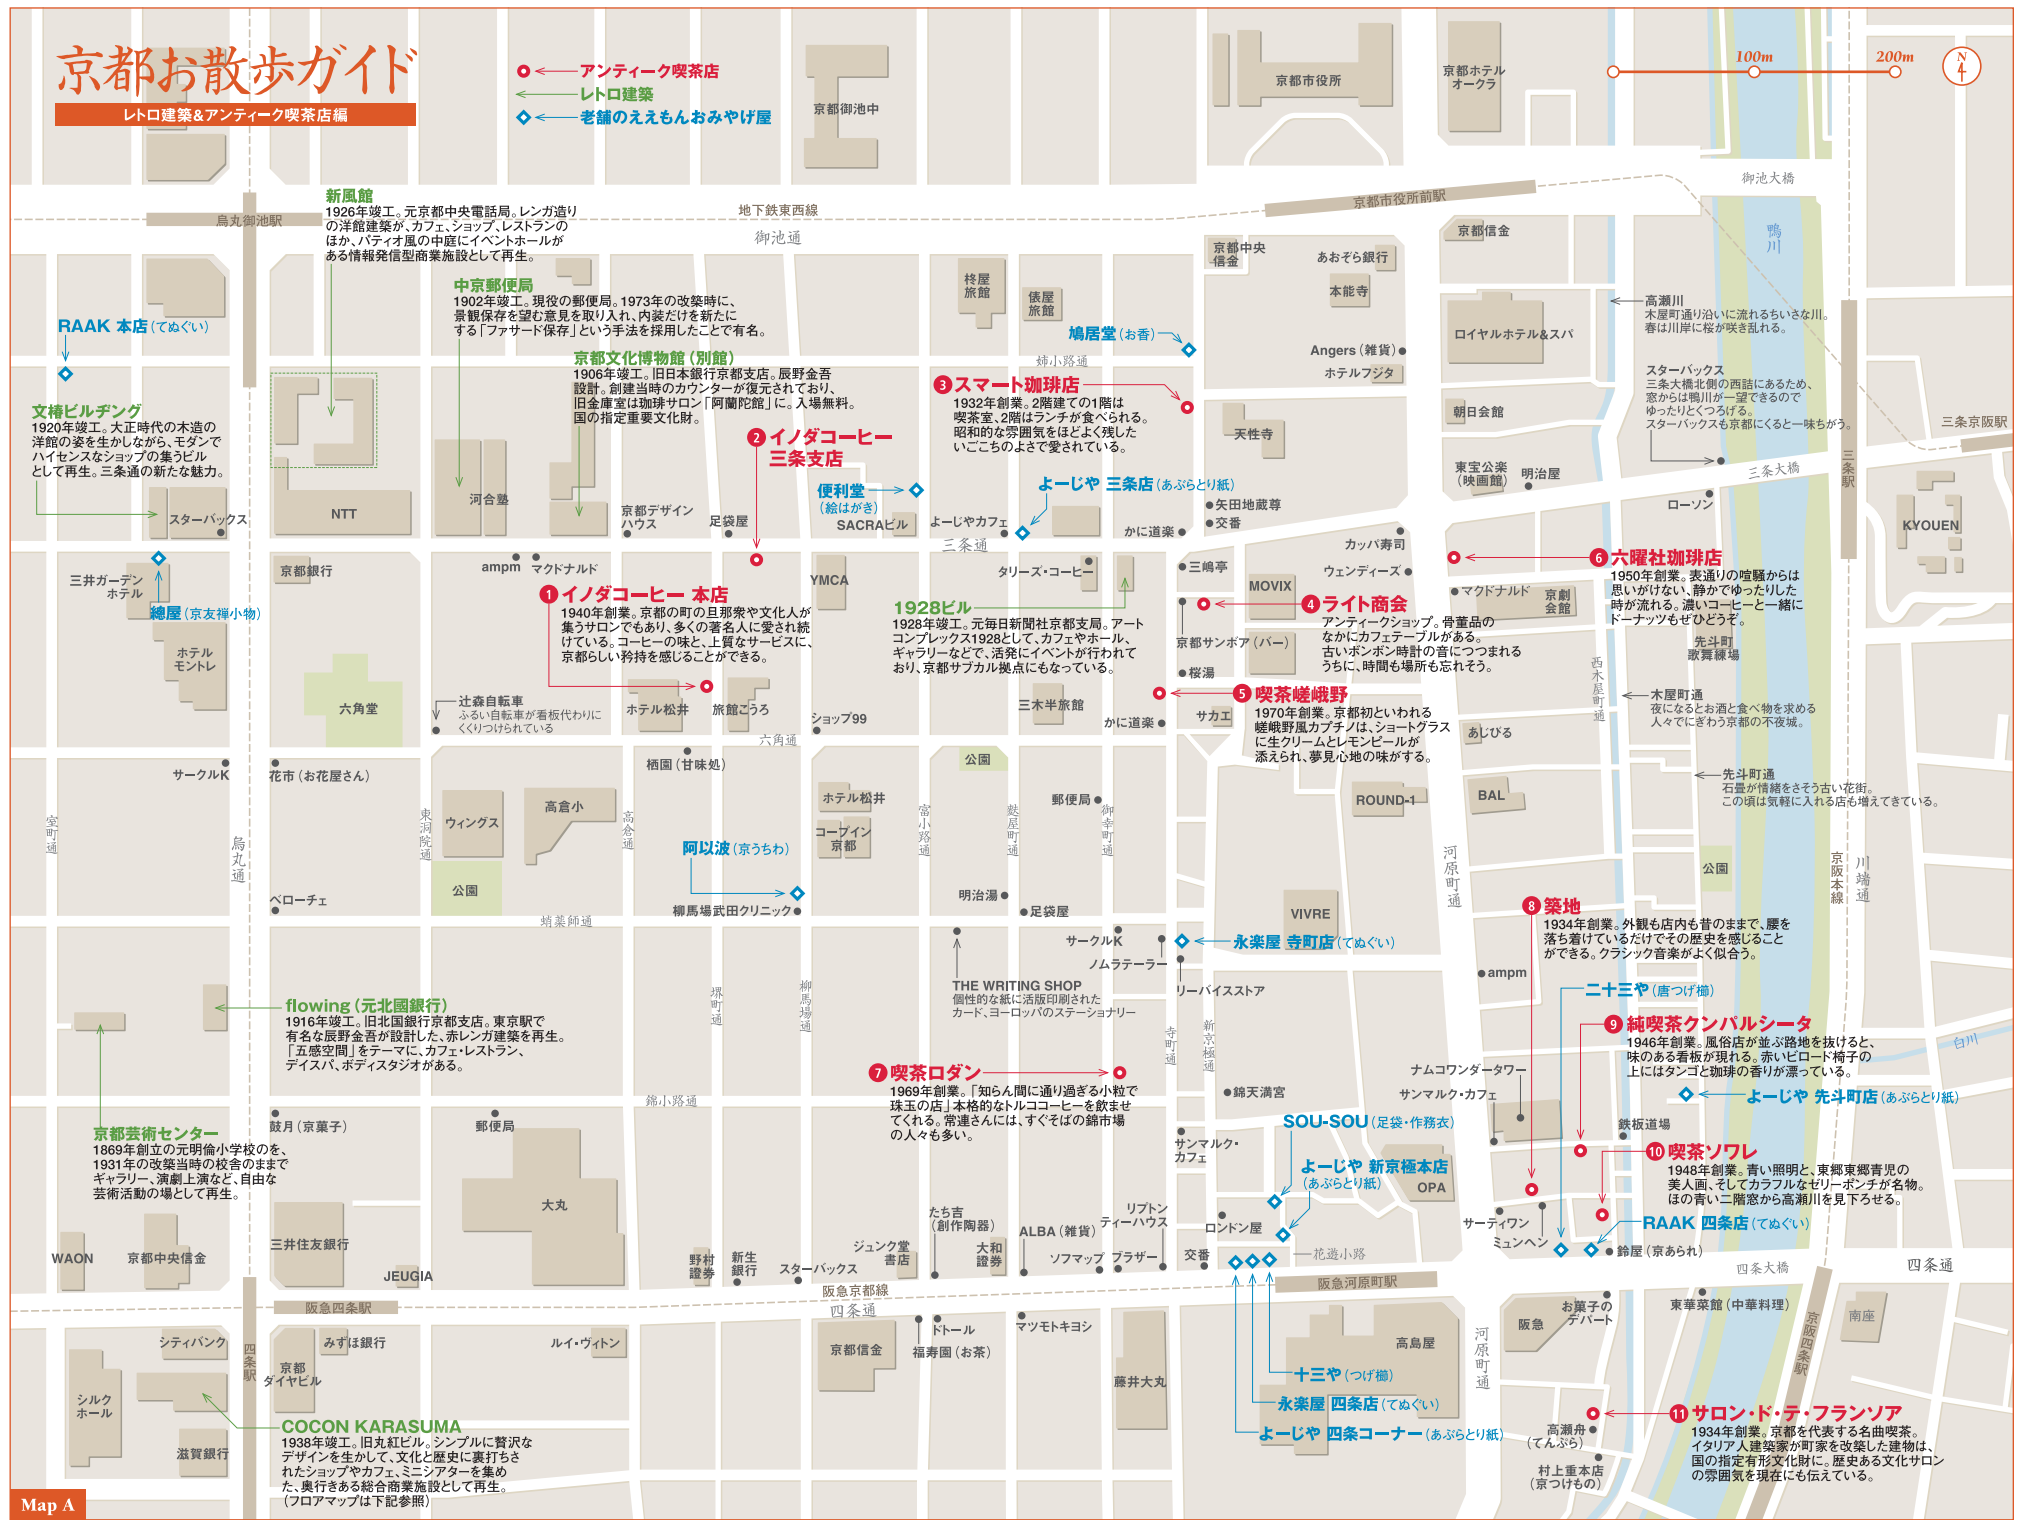 京都お散歩ガイド
レトロ建築&アンティーク喫茶店編
アンティーク喫茶店
レトロ建築
老舗のええもんおみやげ屋
100m
200m
N
京都御池中
京都市役所
京都ホテル
オークラ
御池大橋
鴨川
烏丸御池駅
地下鉄東西線
御池通
京都市役所前駅
新風館
1926年竣工。元京都中央電話局。レンガ造り
の洋館建築が、カフェ、ショップ、レストランの
ほか、パティオ風の中庭にイベントホールが
ある情報発信型商業施設として再生。
中京郵便局
1902年竣工。現役の郵便局。1973年の改築時に、
景観保存を望む意見を取り入れ、内装だけを新たに
する「ファサード保存」という手法を採用したことで有名。
京都文化博物館（別館）
1906年竣工。旧日本銀行京都支店。辰野金吾
設計。創建当時のカウンターが復元されており、
旧金庫室は珈琲サロン「阿蘭陀館」に。入場無料。
国の指定重要文化財。
RAAK 本店（てぬぐい）
文椿ビルヂング
1920年竣工。大正時代の木造の
洋館の姿を生かしながら、モダンで
ハイセンスなショップの集うビル
として再生。三条通の新たな魅力。
スターバックス
NTT
河合塾
京都デザイン
ハウス
足袋屋
2 イノダコーヒー
三条支店
便利堂
（絵はがき）
SACRAビル
柊屋
旅館
俵屋
旅館
姉小路通
鳩居堂（お香）
3 スマート珈琲店
1932年創業。2階建ての1階は
喫茶室、2階はランチが食べられる。
昭和的な雰囲気をほどよく残した
いごこちのよさで愛されている。
よーじや 三条店（あぶらとり紙）
よーじやカフェ
三条通
かに道楽
矢田地蔵尊
交番
京都中央
信金
あおぞら銀行
本能寺
Angers（雑貨）
ホテルフジタ
天性寺
京都信金
ロイヤルホテル&スパ
朝日会館
東宝公楽
（映画館）
明治屋
高瀬川
木屋町通り沿いに流れるちいさな川。
春は川岸に桜が咲き乱れる。
スターバックス
三条大橋北側の西詰にあるため、
窓からは鴨川が一望できるので
ゆったりとくつろげる。
スターバックスも京都にくると一味ちがう。
三条大橋
ローソン
三条駅
三条京阪駅
KYOUEN
三井ガーデン
ホテル
總屋（京友禅小物）
ホテル
モントレ
京都銀行
ampm
マクドナルド
1 イノダコーヒー 本店
1940年創業。京都の町の旦那衆や文化人が
集うサロンでもあり、多くの著名人に愛され続
けている。コーヒーの味と、上質なサービスに、
京都らしい矜持を感じることができる。
YMCA
1928ビル
1928年竣工。元毎日新聞社京都支局。アート
コンプレックス1928として、カフェやホール、
ギャラリーなどで、活発にイベントが行われて
おり、京都サブカル拠点にもなっている。
タリーズ・コーヒー
三嶋亭
京都サンボア（バー）
桜湯
MOVIX
4 ライト商会
アンティークショップ。骨董品の
なかにカフェテーブルがある。
古いボンボン時計の音につつまれる
うちに、時間も場所も忘れそう。
カッパ寿司
ウェンディーズ
マクドナルド
京劇
会館
6 六曜社珈琲店
1950年創業。表通りの喧騒からは
思いがけない、静かでゆったりした
時が流れる。濃いコーヒーと一緒に
ドーナッツもぜひどうぞ。
先斗町
歌舞練場
西木屋町通
木屋町通
夜になるとお酒と食べ物を求める
人々でにぎわう京都の不夜城。
六角堂
辻森自転車
ふるい自転車が看板代わりに
くくりつけられている
ホテル松井
旅館こうろ
ショップ99
六角通
三木半旅館
かに道楽
サカエ
5 喫茶嵯峨野
1970年創業。京都初といわれる
嵯峨野風カプチノは、ショートグラス
に生クリームとレモンピールが
添えられ、夢見心地の味がする。
あじびる
先斗町通
石畳が情緒をさそう古い花街。
この頃は気軽に入れる店も増えてきている。
サークルK
花市（お花屋さん）
栖園（甘味処）
公園
郵便局
ROUND-1
BAL
室町通
烏丸通
東洞院通
ウィングス
高倉小
高倉通
ホテル松井
コープイン
京都
富小路通
麩屋町通
御幸町通
河原町通
公園
京阪本線
川端通
阿以波（京うちわ）
公園
ベローチェ
蛸薬師通
柳馬場武田クリニック
明治湯
足袋屋
VIVRE
サークルK
ノムラテーラー
永楽屋 寺町店（てぬぐい）
リーバイスストア
THE WRITING SHOP
個性的な紙に活版印刷された
カード、ヨーロッパのステーショナリー
8 築地
1934年創業。外観も店内も昔のままで、腰を
落ち着けているだけでその歴史を感じること
ができる。クラシック音楽がよく似合う。
ampm
二十三や（唐つげ櫛）
9 純喫茶クンパルシータ
1946年創業。風俗店が並ぶ路地を抜けると、
味のある看板が現れる。赤いビロード椅子の
上にはタンゴと珈琲の香りが漂っている。
白川
flowing（元北國銀行）
1916年竣工。旧北国銀行京都支店。東京駅で
有名な辰野金吾が設計した、赤レンガ建築を再生。
「五感空間」をテーマに、カフェ・レストラン、
デイスパ、ボディスタジオがある。
堺町通
柳馬場通
寺町通
新京極通
7 喫茶ロダン
1969年創業。「知らん間に通り過ぎる小粒で
珠玉の店」本格的なトルココーヒーを飲ませ
てくれる。常連さんには、すぐそばの錦市場
の人々も多い。
錦天満宮
ナムコワンダータワー
サンマルク・カフェ
よーじや 先斗町店（あぶらとり紙）
鉄板道場
錦小路通
京都芸術センター
1869年創立の元明倫小学校のを、
1931年の改築当時の校舎のままで
ギャラリー、演劇上演など、自由な
芸術活動の場として再生。
鼓月（京菓子）
郵便局
大丸
サンマルク・
カフェ
SOU-SOU（足袋・作務衣）
よーじや 新京極本店
（あぶらとり紙）
OPA
10 喫茶ソワレ
1948年創業。青い照明と、東郷東郷青児の
美人画、そしてカラフルなゼリーポンチが名物。
ほの青い二階窓から高瀬川を見下ろせる。
RAAK 四条店（てぬぐい）
サーティワン
ミュンヘン
鈴屋（京あられ）
WAON
京都中央信金
三井住友銀行
JEUGIA
野村
證券
新生
銀行
スターバックス
ジュンク堂
書店
たち吉
（創作陶器）
大和
證券
ALBA（雑貨）
ソフマップ
プラザー
リプトン
ティーハウス
交番
ロンドン屋
花遊小路
阪急河原町駅
四条大橋
四条通
阪急四条駅
阪急京都線
四条通
シティバンク
四条駅
京都
ダイヤビル
みずほ銀行
ルイ・ヴィトン
京都信金
ドトール
福寿園（お茶）
マツモトキヨシ
藤井大丸
高島屋
十三や（つげ櫛）
永楽屋 四条店（てぬぐい）
よーじや 四条コーナー（あぶらとり紙）
河原町通
阪急
お菓子の
デパート
東華菜館（中華料理）
京阪四条駅
南座
シルク
ホール
滋賀銀行
COCON KARASUMA
1938年竣工。旧丸紅ビル。シンプルに贅沢な
デザインを生かして、文化と歴史に裏打ちさ
れたショップやカフェ、ミニシアターを集め
た、奥行きある総合商業施設として再生。
（フロアマップは下記参照）
高瀬舟
（てんぷら）
村上重本店
（京つけもの）
11 サロン・ド・テ・フランソア
1934年創業。京都を代表する名曲喫茶。
イタリア人建築家が町家を改築した建物は、
国の指定有形文化財に。歴史ある文化サロン
の雰囲気を現在にも伝えている。
Map A